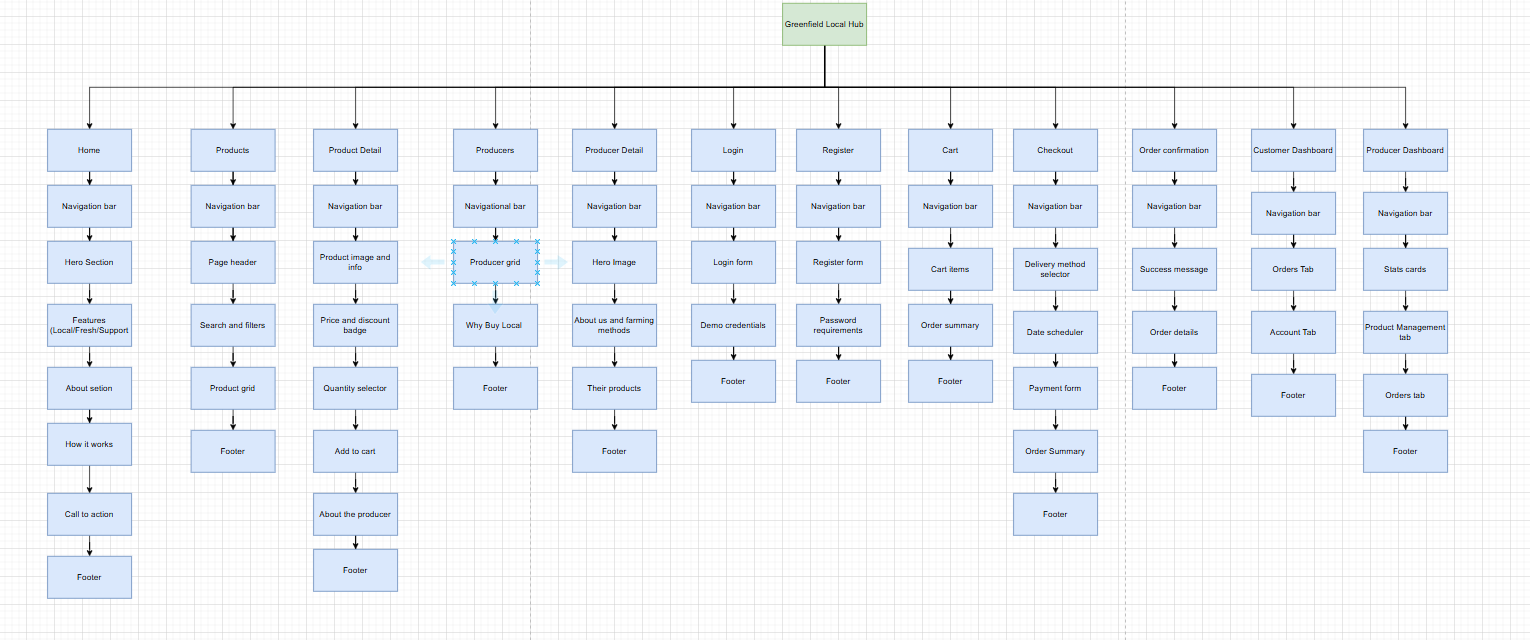 Greenfield Local Hub
Home
Products
Product Detail
Producers
Producer Detail
Login
Register
Cart
Checkout
Order confirmation
Customer Dashboard
Producer Dashboard
Navigation bar
Navigation bar
Navigation bar
Navigational bar
Navigation bar
Navigation bar
Navigation bar
Navigation bar
Navigation bar
Navigation bar
Navigation bar
Navigation bar
Hero Section
Page header
Product image and
info
Producer grid
Hero Image
Login form
Register form
Cart items
Delivery method
selector
Success message
Orders Tab
Stats cards
Features
(Local/Fresh/Support
Search and filters
Price and discount
badge
Why Buy Local
About us and farming
methods
Demo credentials
Password
requirements
Order summary
Date scheduler
Order details
Account Tab
Product Management
tab
About setion
Product grid
Quantity selector
Footer
Their products
Footer
Footer
Footer
Payment form
Footer
Footer
Orders tab
How it works
Footer
Add to cart
Footer
Order Summary
Footer
Call to action
About the producer
Footer
Footer
Footer